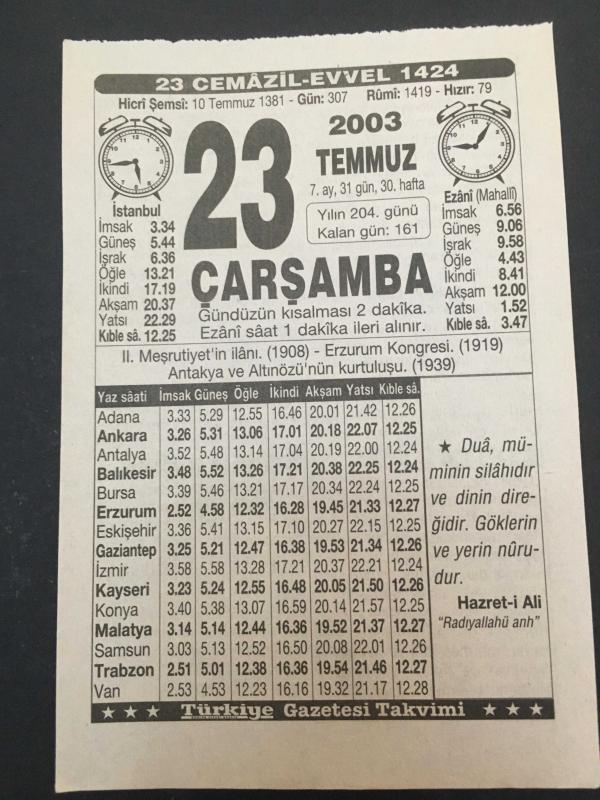 23 CEMÂZİL-EVVEL 1424
Hicrî Şemsî: 10 Temmuz 1381 - Gün: 307 Rûmî: 1419 - Hızır: 79
23
2003
TEMMUZ
7. ay, 31 gün, 30. hafta
Yılın 204. günü
Kalan gün: 161
ÇARŞAMBA
Gündüzün kısalması 2 dakîka.
Ezânî sâat 1 dakîka ileri alınır.
İstanbul
İmsak 3.34
Güneş 5.44
İşrak 6.36
Öğle 13.21
İkindi 17.19
Akşam 20.37
Yatsı 22.29
Kıble sâ. 12.25
Ezânî (Mahallî)
İmsak 6.56
Güneş 9.06
İşrak 9.58
Öğle 4.43
İkindi 8.41
Akşam 12.00
Yatsı 1.52
Kıble sâ. 3.47
II. Meşrutiyet'in ilânı. (1908) - Erzurum Kongresi. (1919)
Antakya ve Altınözü'nün kurtuluşu. (1939)
Yaz sâati İmsak Güneş Öğle İkindi Akşam Yatsı Kıble sâ.
Adana 3.33 5.29 12.55 16.46 20.01 21.42 12.26
Ankara 3.26 5.31 13.06 17.01 20.18 22.07 12.25
Antalya 3.52 5.48 13.14 17.04 20.19 22.00 12.24
Balıkesir 3.48 5.52 13.26 17.21 20.38 22.25 12.24
Bursa 3.39 5.46 13.21 17.17 20.34 22.24 12.25
Erzurum 2.52 4.58 12.32 16.28 19.45 21.33 12.27
Eskişehir 3.36 5.41 13.15 17.10 20.27 22.15 12.25
Gaziantep 3.25 5.21 12.47 16.38 19.53 21.34 12.26
İzmir 3.58 5.58 13.28 17.21 20.37 22.21 12.24
Kayseri 3.23 5.24 12.55 16.48 20.05 21.50 12.26
Konya 3.40 5.38 13.07 16.59 20.14 21.57 12.25
Malatya 3.14 5.14 12.44 16.36 19.52 21.37 12.27
Samsun 3.03 5.13 12.52 16.50 20.08 22.01 12.26
Trabzon 2.51 5.01 12.38 16.36 19.54 21.46 12.27
Van 2.53 4.53 12.23 16.16 19.32 21.17 12.28
★ Duâ, mü-
minin silâhıdır
ve dinin dire-
ğidir. Göklerin
ve yerin nûru-
dur.
Hazret-i Ali
"Radıyallahü anh"
★ ★ ★ Türkiye Gazetesi Takvimi ★ ★ ★